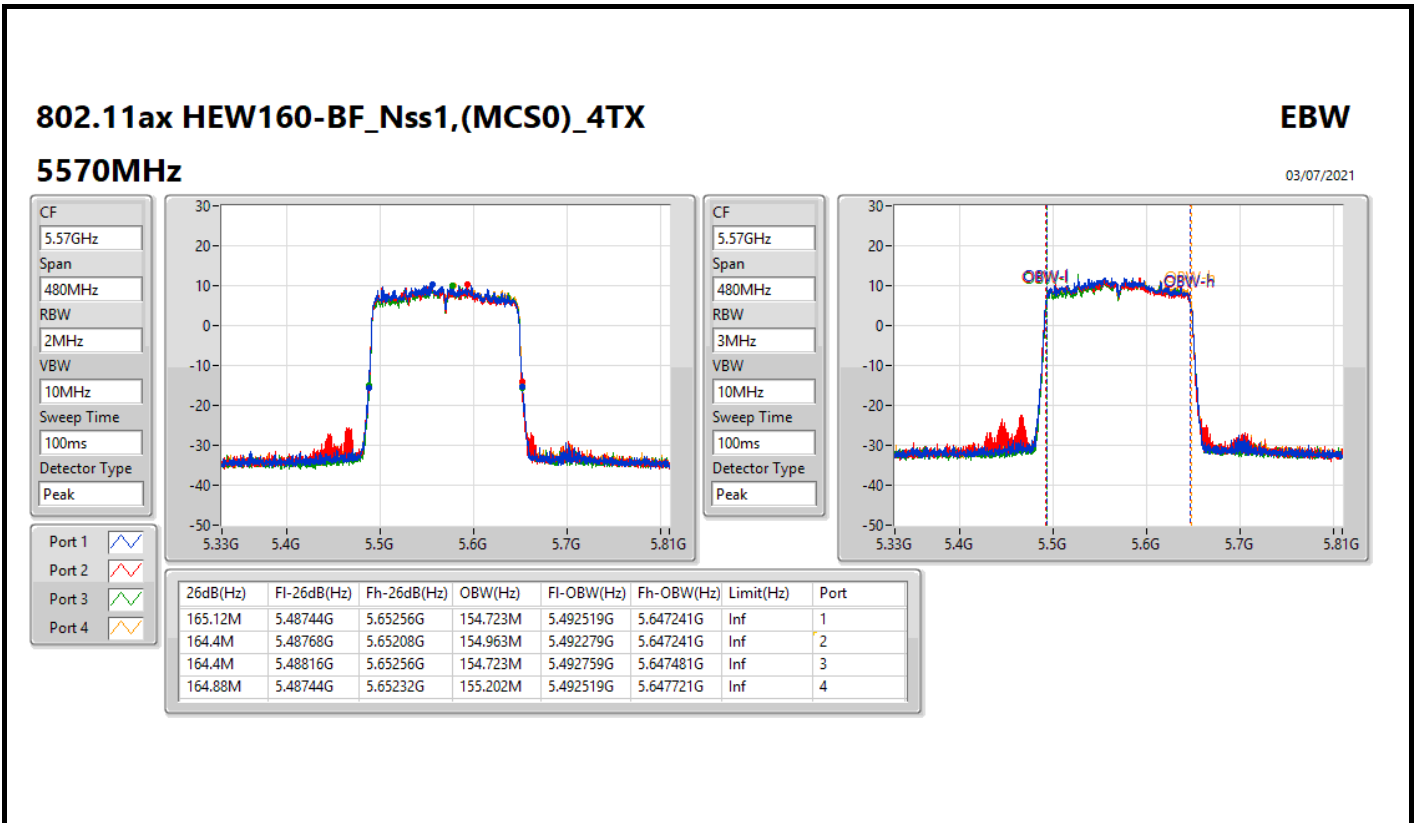 802.11ax HEW160-BF_Nss1,(MCS0)_4TX
EBW
5570MHz
03/07/2021
CF
5.57GHz
Span
480MHz
RBW
2MHz
VBW
10MHz
Sweep Time
100ms
Detector Type
Peak
30
20
10
0
-10
-20
-30
-40
-50
5.33G 5.4G 5.5G 5.6G 5.7G 5.81G
CF
5.57GHz
Span
480MHz
RBW
3MHz
VBW
10MHz
Sweep Time
100ms
Detector Type
Peak
30
20
10
0
-10
-20
-30
-40
-50
OBW-l
OBW-h
5.33G 5.4G 5.5G 5.6G 5.7G 5.81G
Port 1
Port 2
Port 3
Port 4
26dB(Hz) Fl-26dB(Hz) Fh-26dB(Hz) OBW(Hz) Fl-OBW(Hz) Fh-OBW(Hz) Limit(Hz) Port
165.12M 5.48744G 5.65256G 154.723M 5.492519G 5.647241G Inf 1
164.4M 5.48768G 5.65208G 154.963M 5.492279G 5.647241G Inf 2
164.4M 5.48816G 5.65256G 154.723M 5.492759G 5.647481G Inf 3
164.88M 5.48744G 5.65232G 155.202M 5.492519G 5.647721G Inf 4